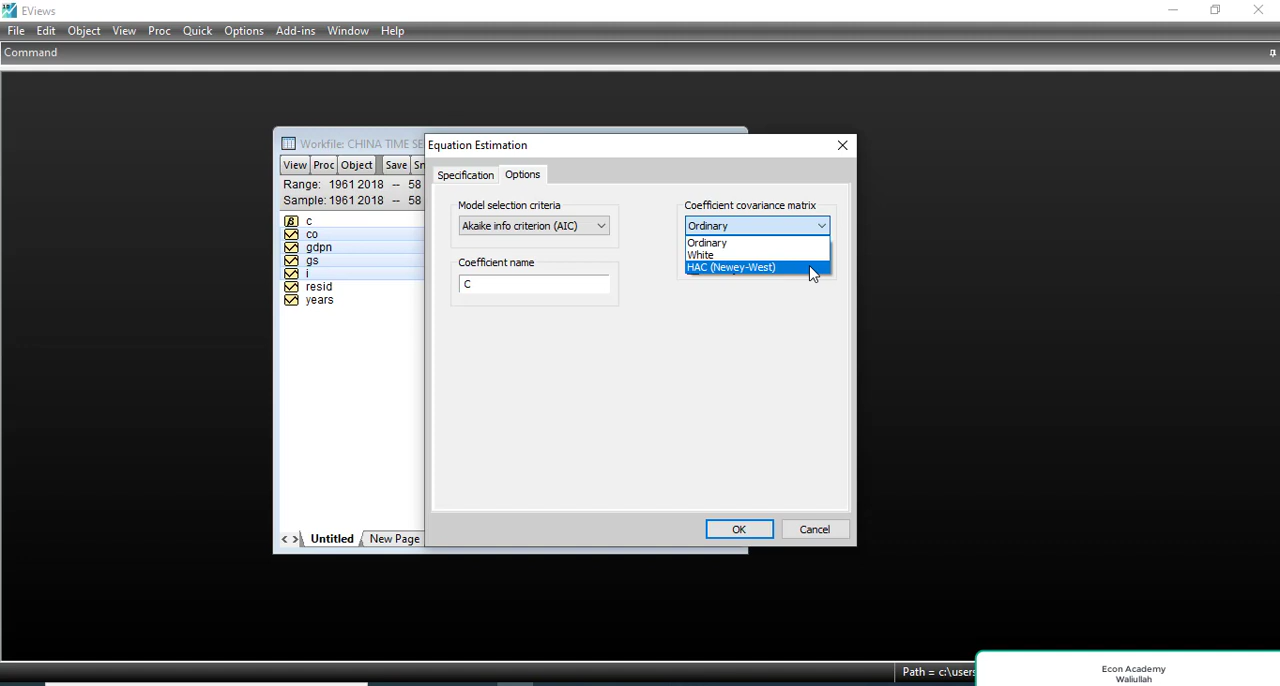 EViews
File Edit Object View Proc Quick Options Add-ins Window Help
Command
Workfile: CHINA TIME SE
View Proc Object Save Sn
Range: 1961 2018 -- 58
Sample: 1961 2018 -- 58
c
co
gdpn
gs
i
resid
years
Untitled New Page
Equation Estimation
Specification Options
Model selection criteria
Akaike info criterion (AIC)
Coefficient name
C
Coefficient covariance matrix
Ordinary
Ordinary
White
HAC (Newey-West)
OK Cancel
Path = c:\users
Econ Academy
Waliullah